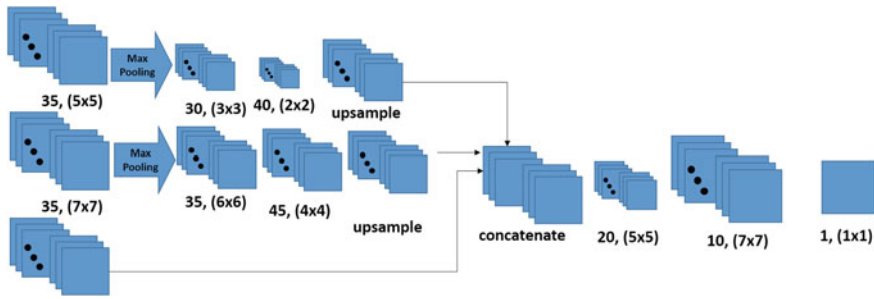 Max
Pooling
35, (5x5)
30, (3x3)
40, (2x2)
upsample
Max
Pooling
35, (7x7)
35, (6x6)
45, (4x4)
upsample
concatenate
20, (5x5)
10, (7x7)
1, (1x1)